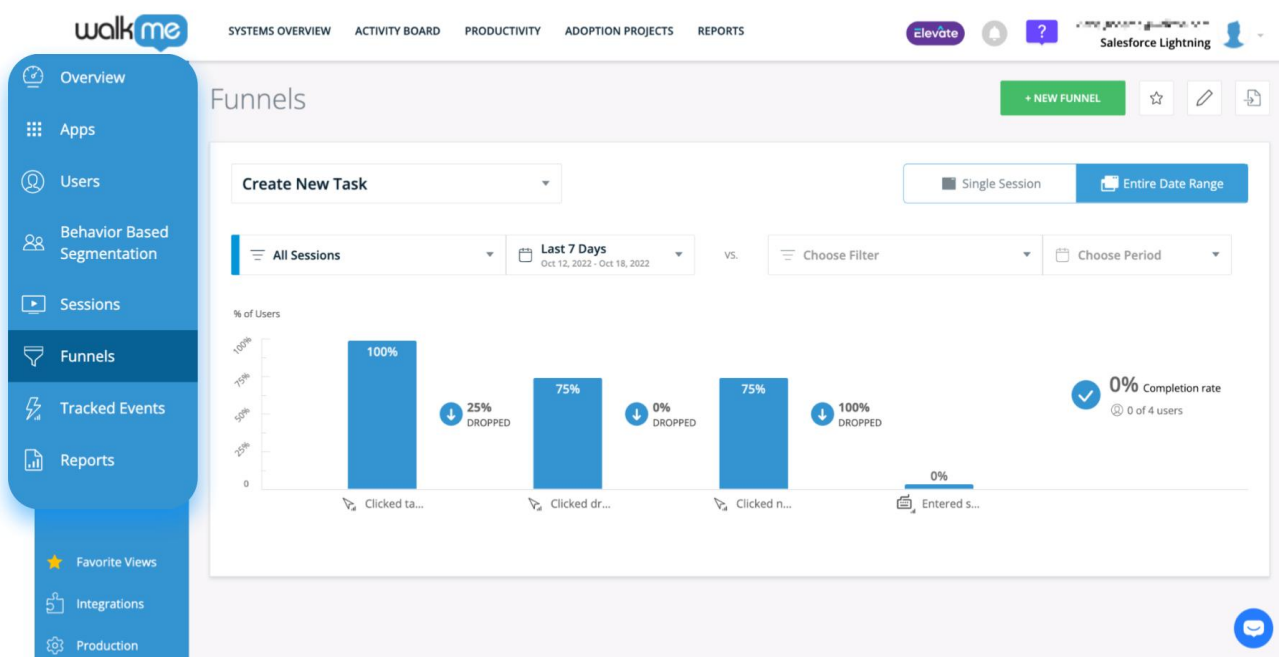 walkme
SYSTEMS OVERVIEW
ACTIVITY BOARD
PRODUCTIVITY
ADOPTION PROJECTS
REPORTS
Elevate
?
Salesforce Lightning
Overview
Apps
Users
Behavior Based
Segmentation
Sessions
Funnels
Tracked Events
Reports
Favorite Views
Integrations
Production
Funnels
+ NEW FUNNEL
Create New Task
Single Session
Entire Date Range
All Sessions
Last 7 Days
Oct 12, 2022 - Oct 18, 2022
VS.
Choose Filter
Choose Period
% of Users
100%
75%
50%
25%
0
100%
25%
DROPPED
75%
0%
DROPPED
75%
100%
DROPPED
0%
0% Completion rate
0 of 4 users
Clicked ta...
Clicked dr...
Clicked n...
Entered s...